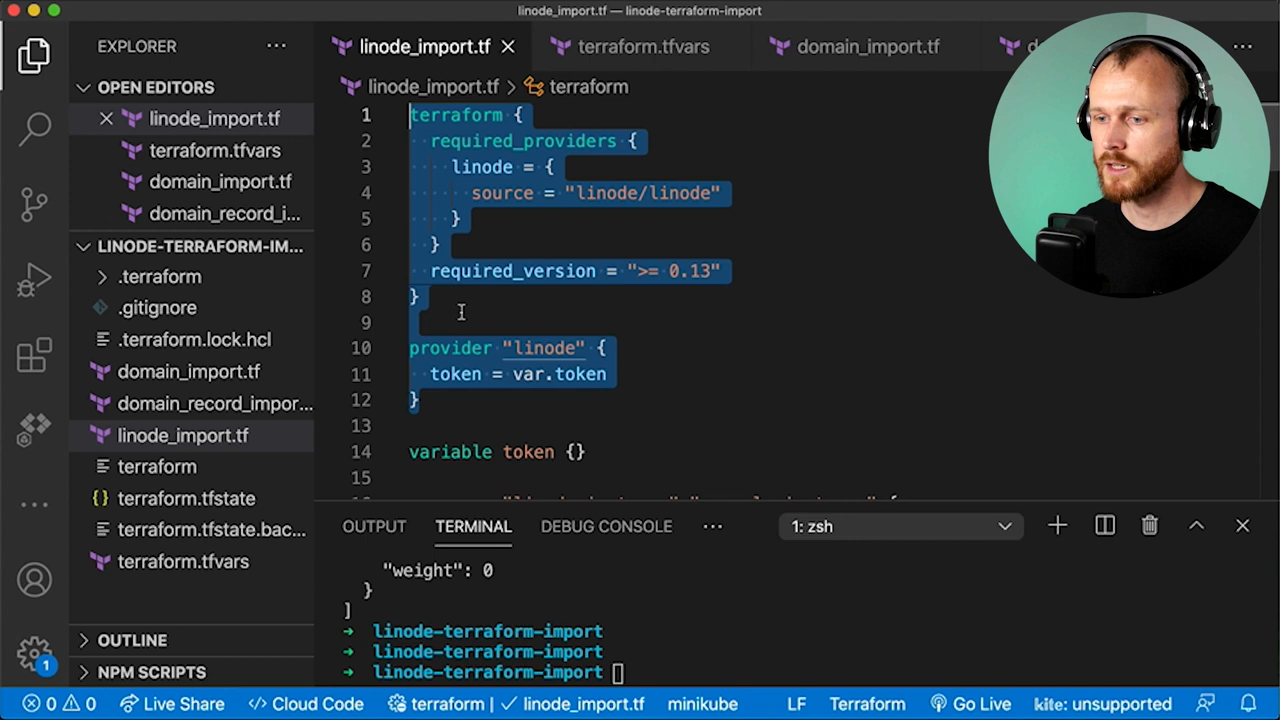 linode_import.tf — linode-terraform-import
EXPLORER
linode_import.tf
terraform.tfvars
domain_import.tf
OPEN EDITORS
linode_import.tf
terraform.tfvars
domain_import.tf
domain_record_i...
LINODE-TERRAFORM-IM...
.terraform
.gitignore
.terraform.lock.hcl
domain_import.tf
domain_record_impor...
linode_import.tf
terraform
terraform.tfstate
terraform.tfstate.bac...
terraform.tfvars
OUTLINE
NPM SCRIPTS
1
linode_import.tf > terraform
1 terraform {
2 required_providers {
3 linode = {
4 source = "linode/linode"
5 }
6 }
7 required_version = ">= 0.13"
8 }
9
10 provider "linode" {
11 token = var.token
12 }
13
14 variable token {}
15
OUTPUT TERMINAL DEBUG CONSOLE ... 1: zsh
"weight": 0
}
]
→ linode-terraform-import
→ linode-terraform-import
→ linode-terraform-import
0 0 Live Share Cloud Code terraform | ✓ linode_import.tf minikube LF Terraform Go Live kite: unsupported